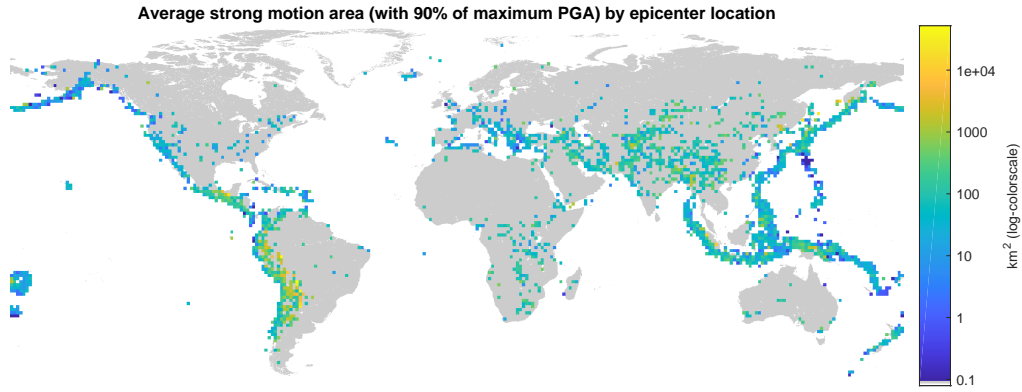 Average strong motion area (with 90% of maximum PGA) by epicenter location
1e+04
1000
100
10
1
0.1
km² (log-colorscale)